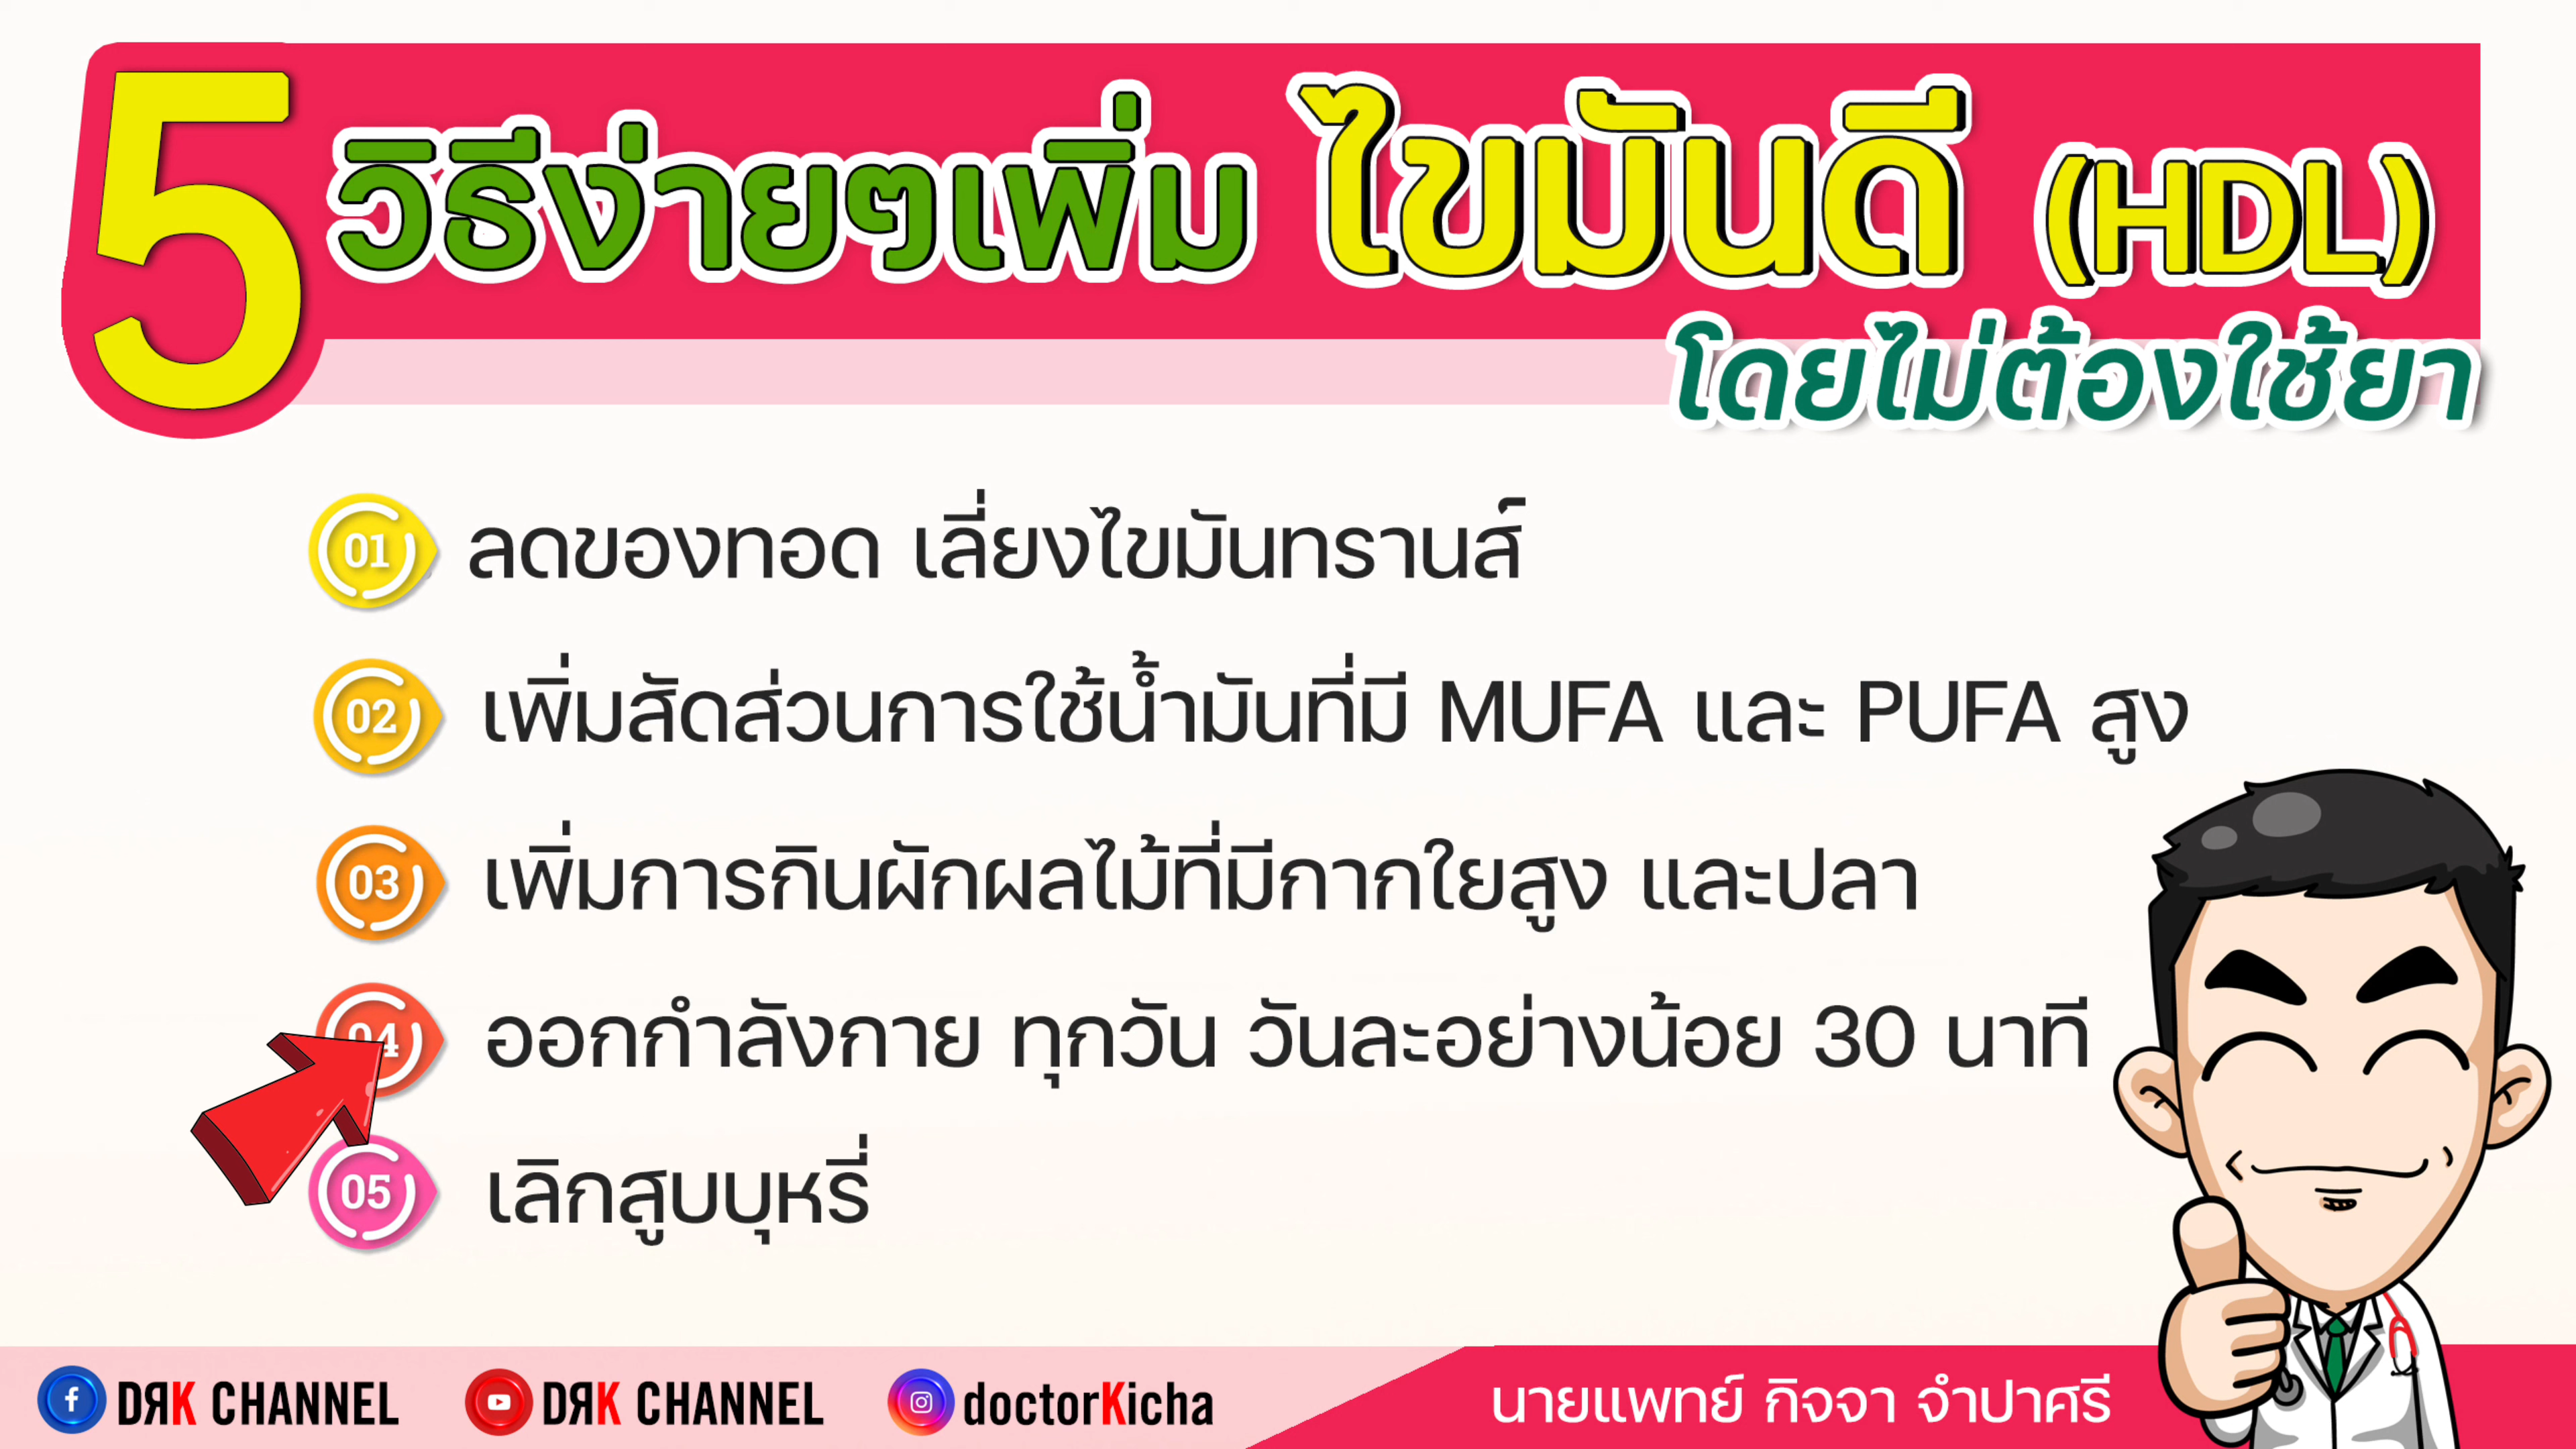 5 วิธีง่ายๆเพิ่ม ไขมันดี (HDL)
โดยไม่ต้องใช้ยา
01 ลดของทอด เลี่ยงไขมันทรานส์
02 เพิ่มสัดส่วนการใช้น้ำมันที่มี MUFA และ PUFA สูง
03 เพิ่มการกินผักผลไม้ที่มีกากใยสูง และปลา
04 ออกกำลังกาย ทุกวัน วันละอย่างน้อย 30 นาที
05 เลิกสูบบุหรี่
DЯK CHANNEL DЯK CHANNEL doctorKicha นายแพทย์ กิจจา จำปาศรี